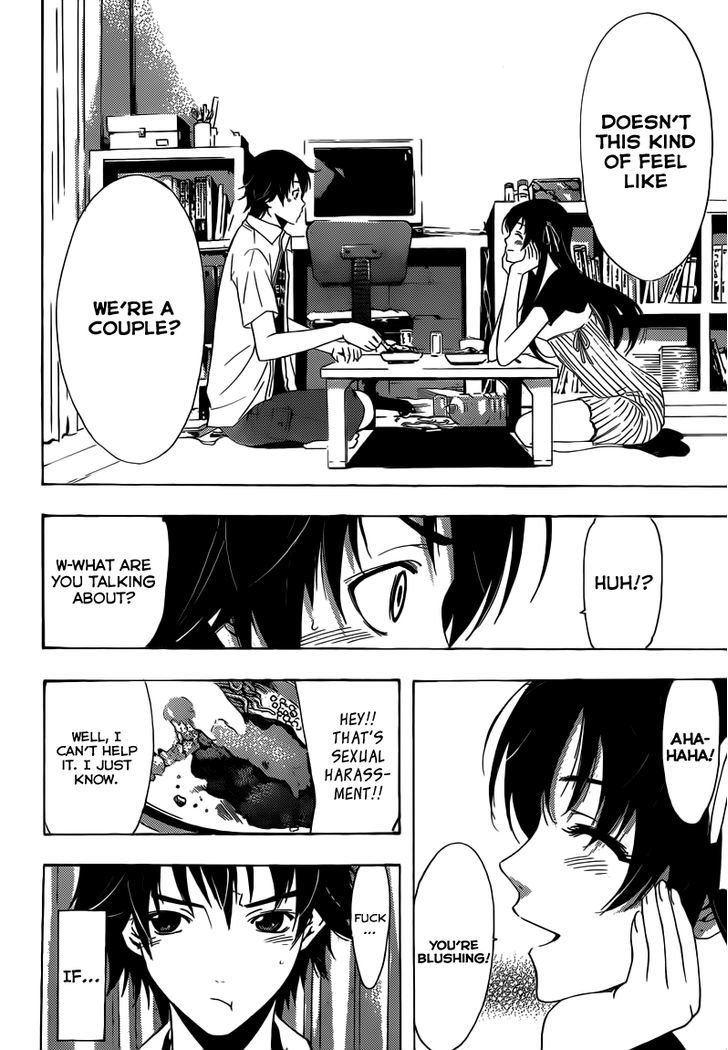 DOESN'T
THIS KIND
OF FEEL
LIKE
WE'RE A
COUPLE?
HUH!?
W-WHAT ARE
YOU TALKING
ABOUT?
AHA-
HAHA!
YOU'RE
BLUSHING!
HEY!!
THAT'S
SEXUAL
HARASS-
MENT!!
WELL, I
CAN'T HELP
IT. I JUST
KNOW.
FUCK
...
IF...